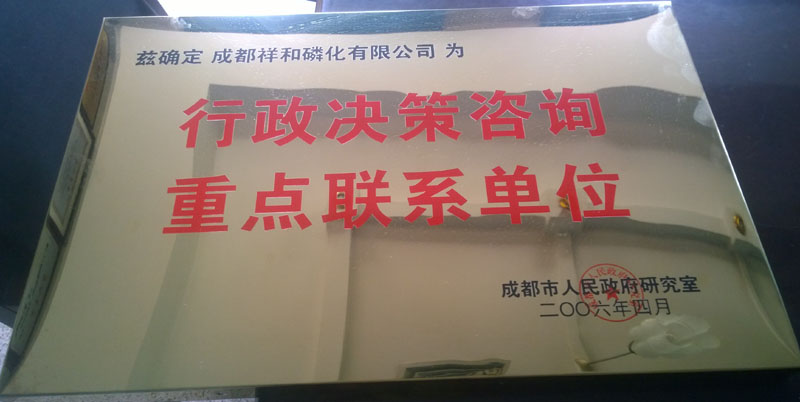 兹确定 成都祥和磷化有限公司 为
行政决策咨询
重点联系单位
成都市人民政府研究室
二〇〇六年四月